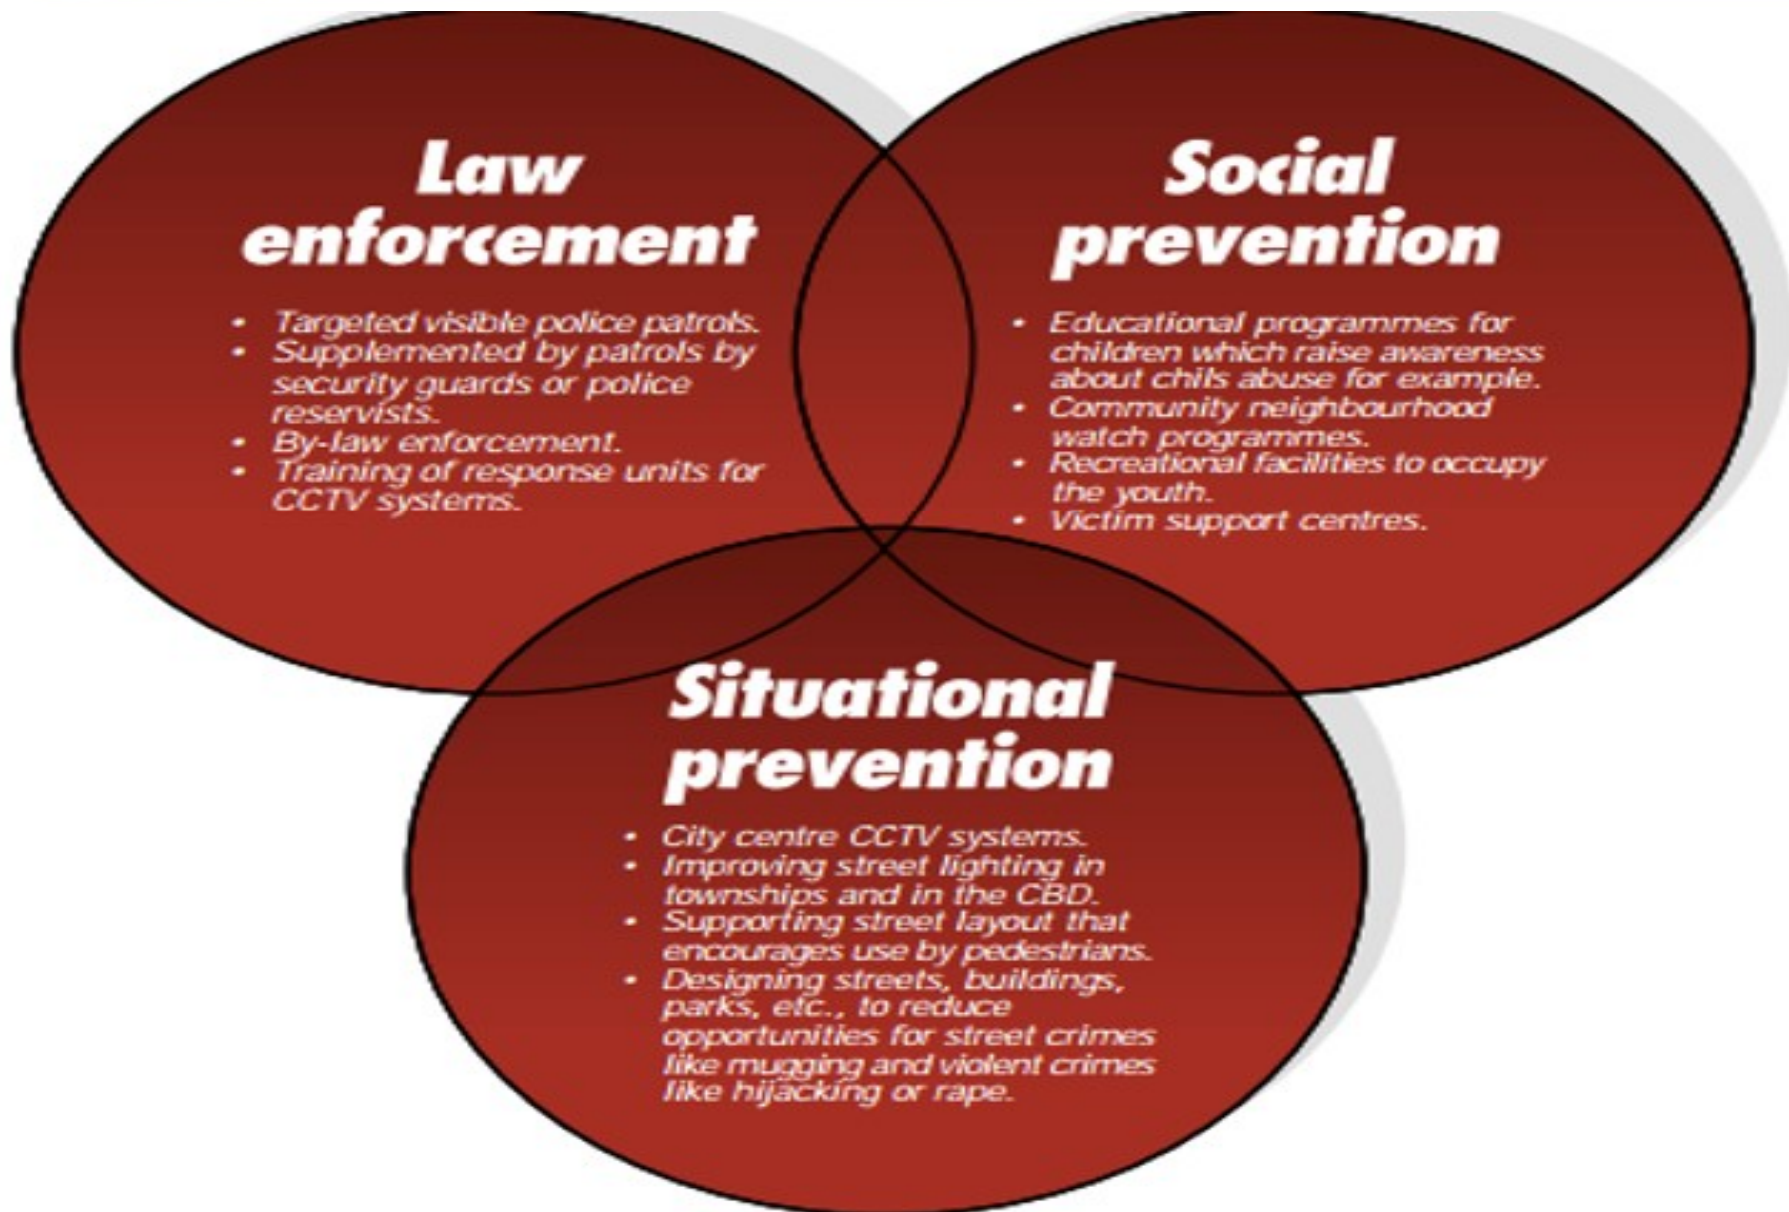 Law
enforcement
• Targeted visible police patrols.
• Supplemented by patrols by
security guards or police
reservists.
• By-law enforcement.
• Training of response units for
CCTV systems.
Social
prevention
• Educational programmes for
children which raise awareness
about chils abuse for example.
• Community neighbourhood
watch programmes.
• Recreational facilities to occupy
the youth.
• Victim support centres.
Situational
prevention
• City centre CCTV systems.
• Improving street lighting in
townships and in the CBD.
• Supporting street layout that
encourages use by pedestrians.
• Designing streets, buildings,
parks, etc., to reduce
opportunities for street crimes
like mugging and violent crimes
like hijacking or rape.